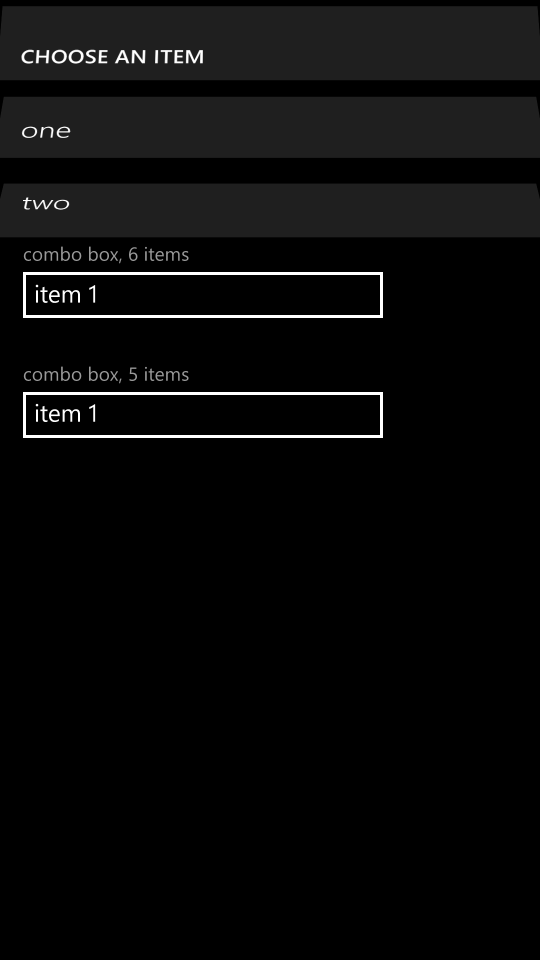 CHOOSE AN ITEM
one
two
combo box, 6 items
item 1
combo box, 5 items
item 1